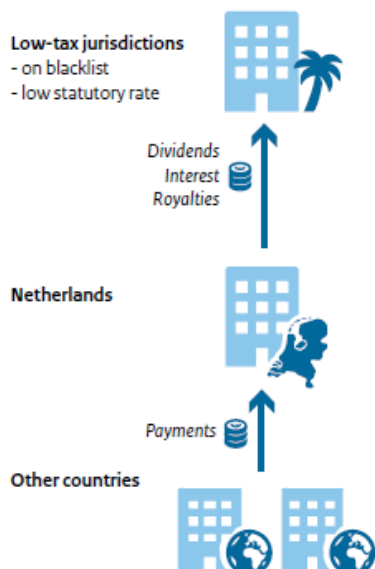 Low-tax jurisdictions
- on blacklist
- low statutory rate
Dividends
Interest
Royalties
Netherlands
Payments
Other countries